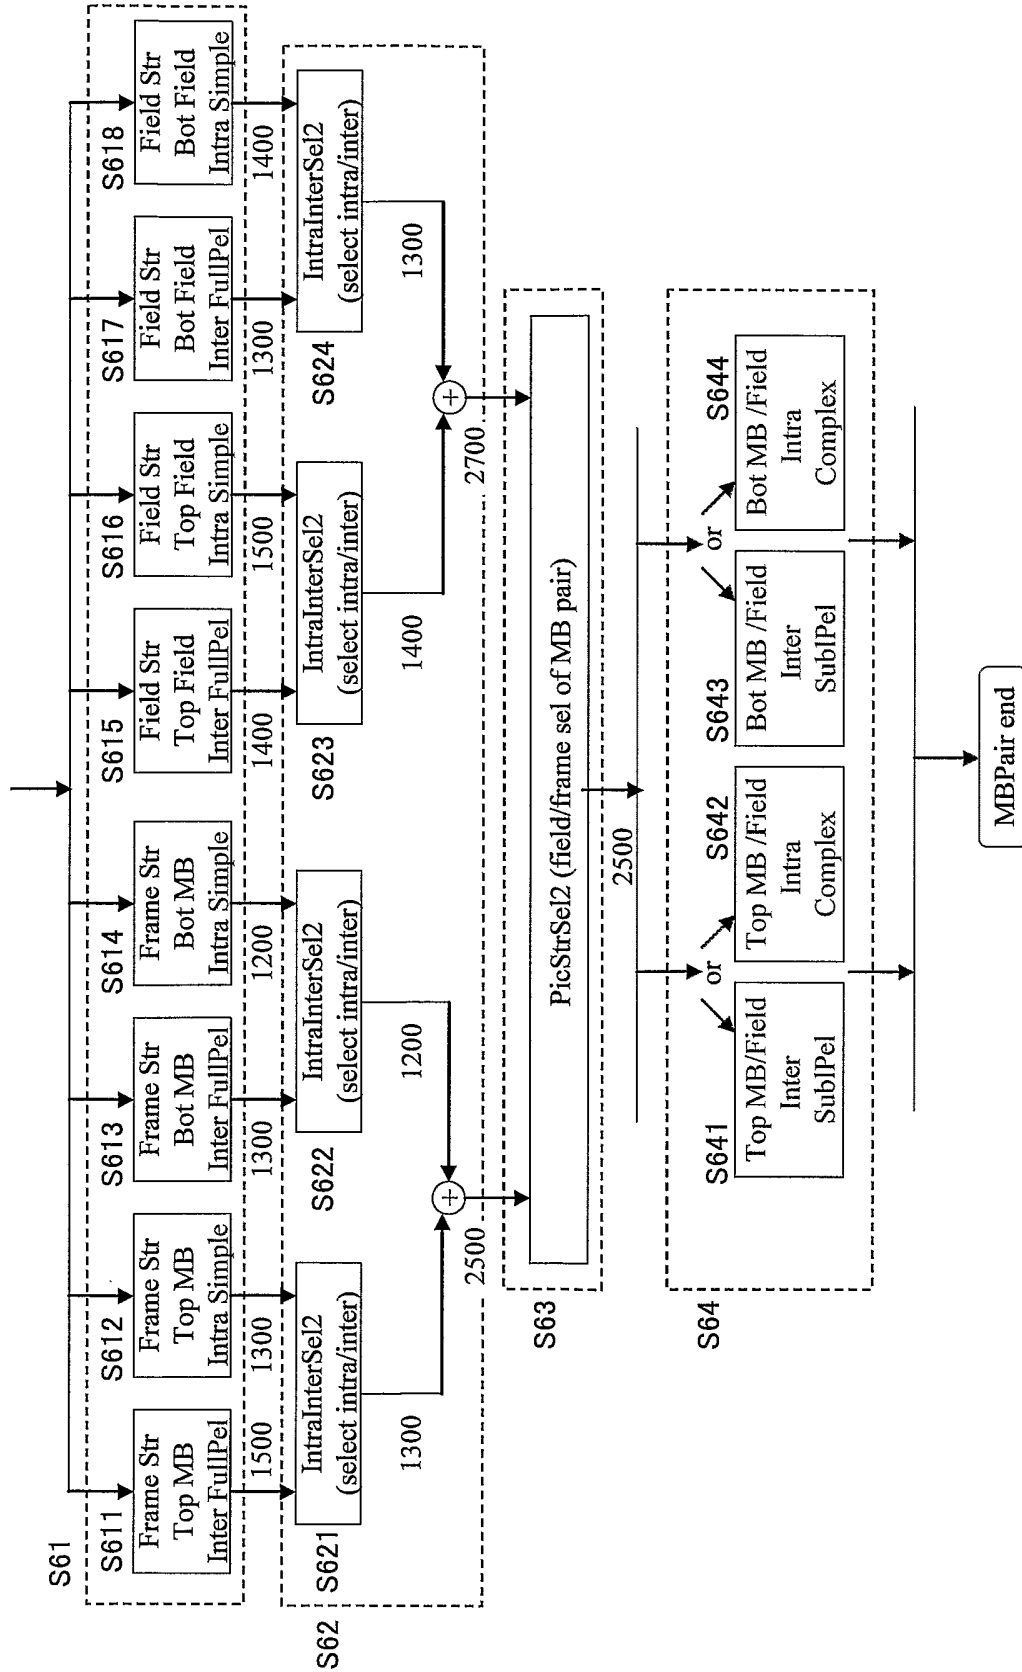 S61
S611
Frame Str
Top MB
Inter FullPel
1500
S612
Frame Str
Top MB
Intra Simple
1300
S613
Frame Str
Bot MB
Inter FullPel
1300
S614
Frame Str
Bot MB
Intra Simple
1200
S615
Field Str
Top Field
Inter FullPel
1400
S616
Field Str
Top Field
Intra Simple
1500
S617
Field Str
Bot Field
Inter FullPel
1300
S618
Field Str
Bot Field
Intra Simple
1400
S62
S621
IntraInterSel2
(select intra/inter)
1300
S622
IntraInterSel2
(select intra/inter)
1200
S623
IntraInterSel2
(select intra/inter)
1400
S624
IntraInterSel2
(select intra/inter)
1300
+
+
2500
2700
S63
PicStrSel2 (field/frame sel of MB pair)
2500
S64
S641
Top MB/Field
Inter
SublPel
or
S642
Top MB /Field
Intra
Complex
S643
Bot MB /Field
Inter
SublPel
or
S644
Bot MB /Field
Intra
Complex
MBPair end